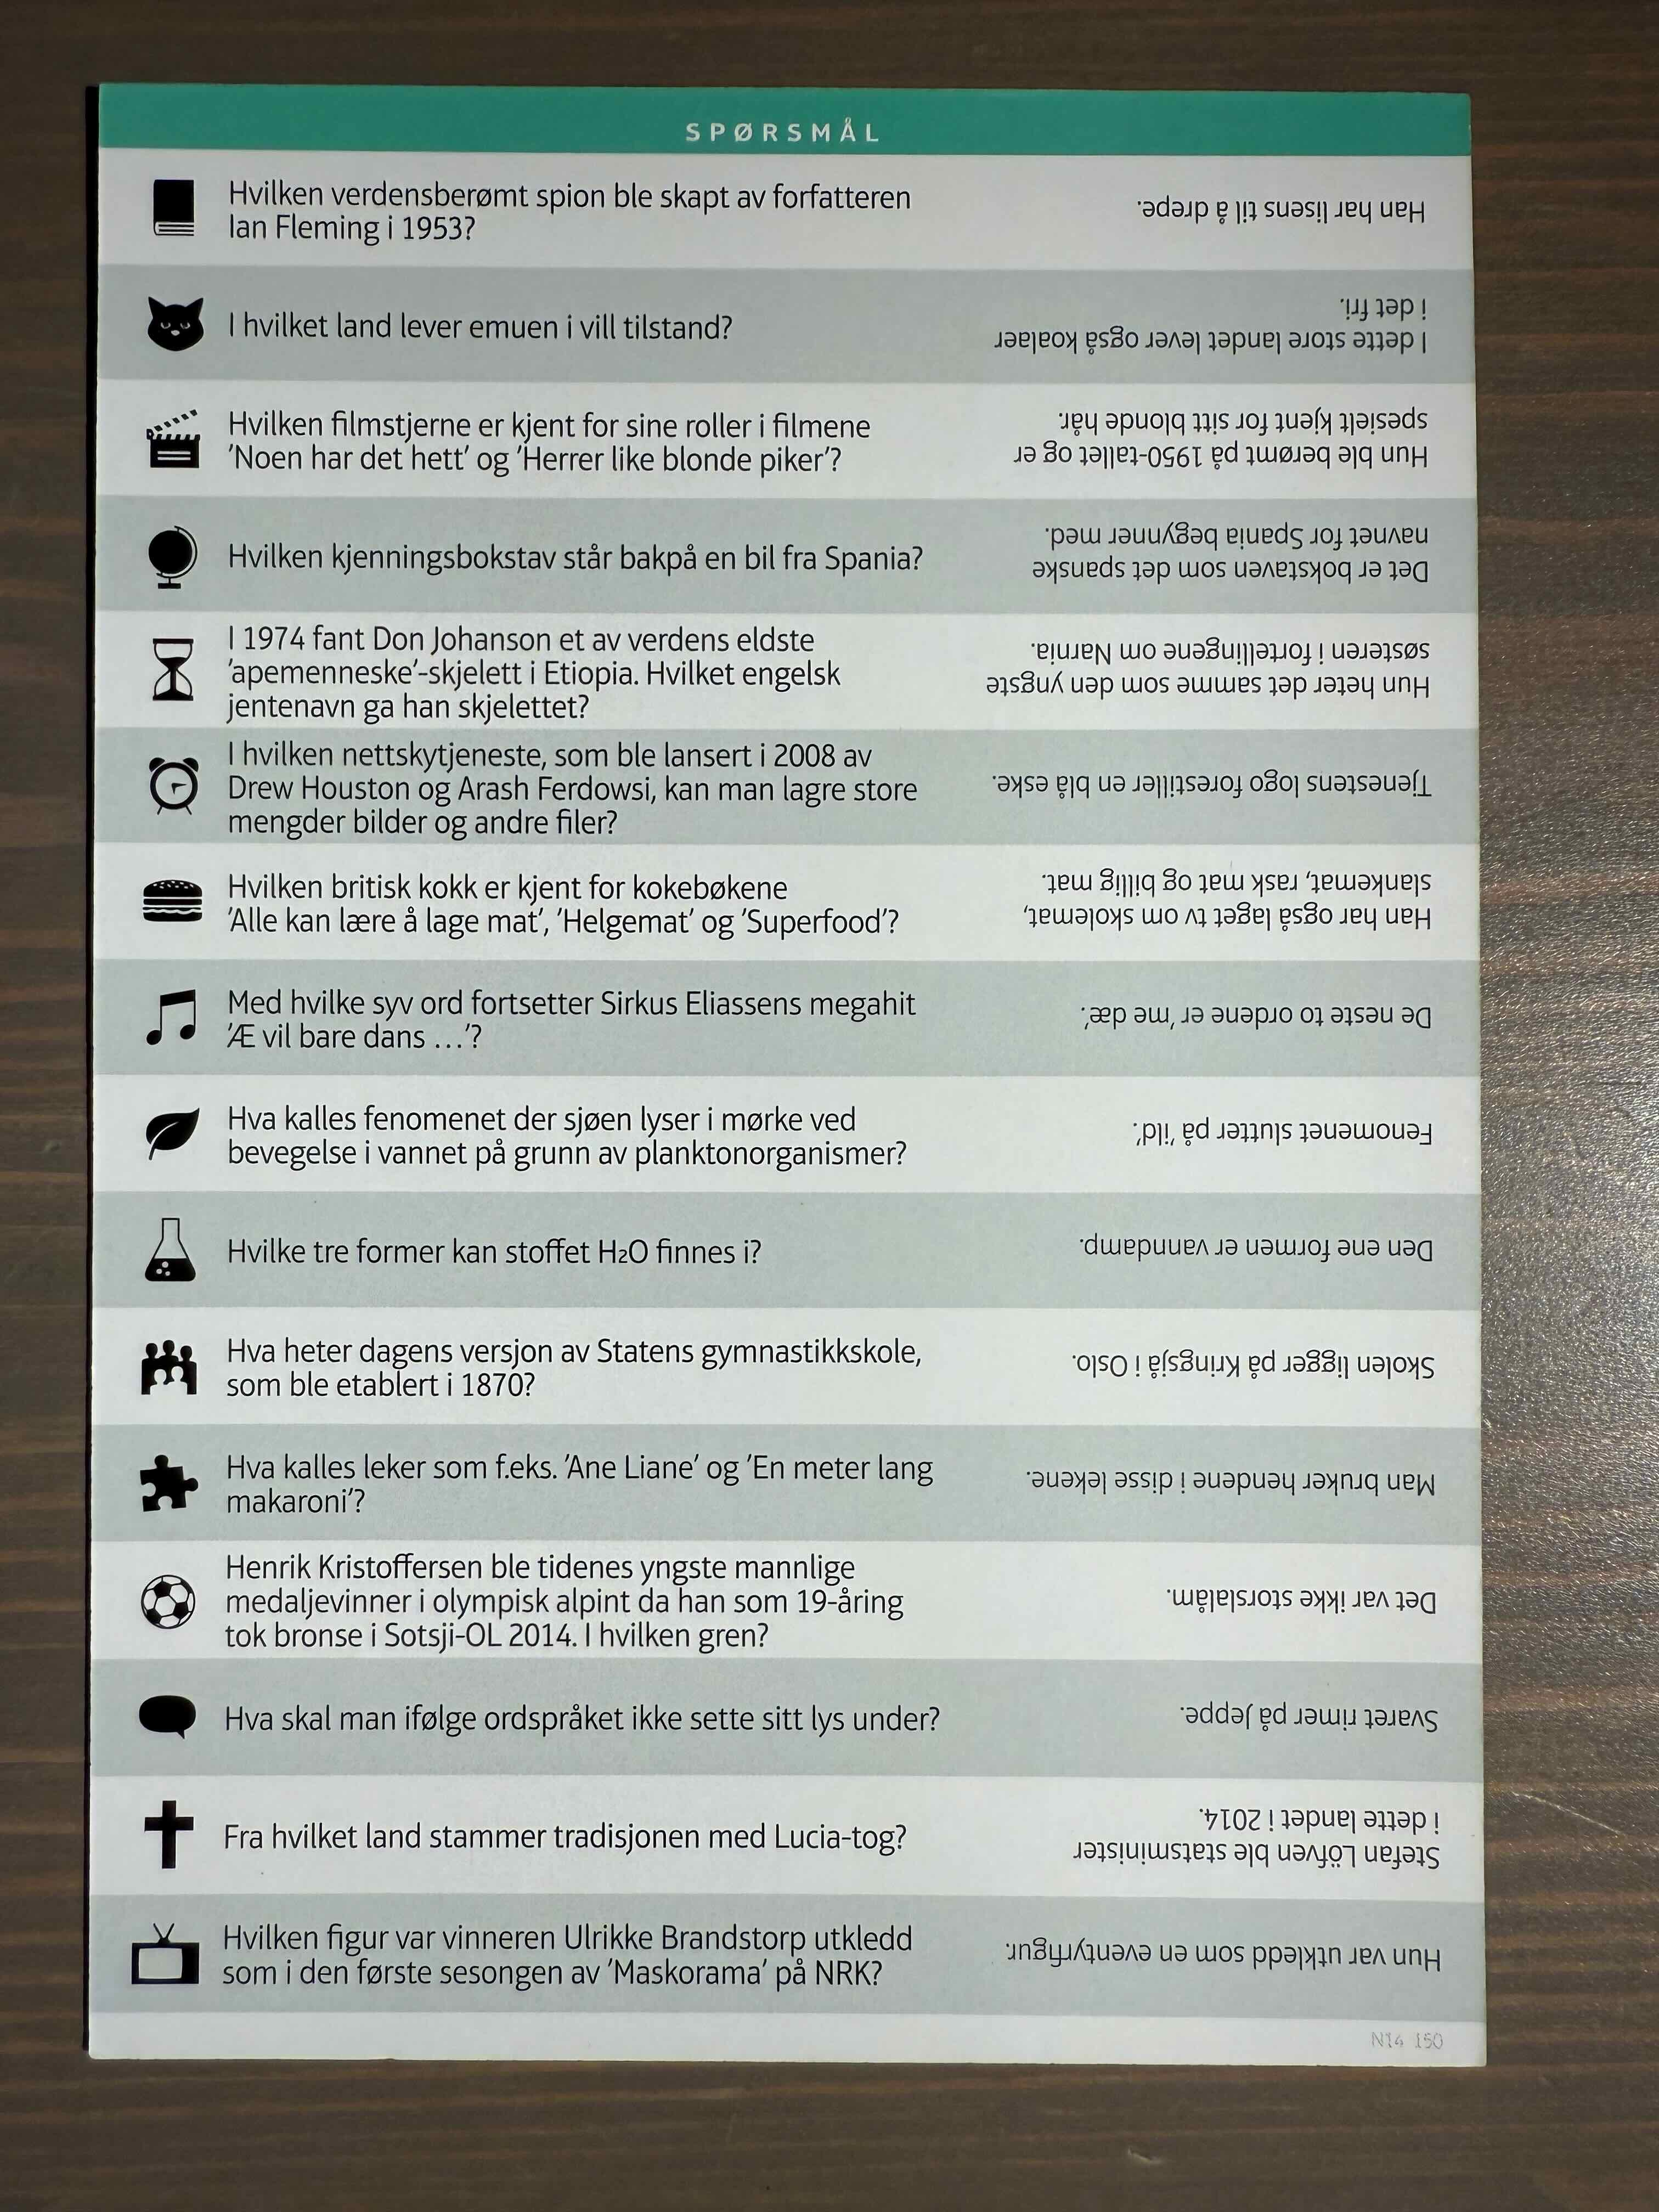 SPØRSMÅL
Hvilken verdensberømt spion ble skapt av forfatteren
Ian Fleming i 1953?
Han har lisens til å drepe.
I hvilket land lever emuen i vill tilstand?
I dette store landet lever også koalaer
i det fri.
Hvilken filmstjerne er kjent for sine roller i filmene
'Noen har det hett' og 'Herrer like blonde piker'?
Hun ble berømt på 1950-tallet og er
spesielt kjent for sitt blonde hår.
Hvilken kjenningsbokstav står bakpå en bil fra Spania?
Det er bokstaven som det spanske
navnet for Spania begynner med.
I 1974 fant Don Johanson et av verdens eldste
'apemenneske'-skjelett i Etiopia. Hvilket engelsk
jentenavn ga han skjelettet?
Hun heter det samme som den yngste
søsteren i fortellingene om Narnia.
I hvilken nettskytjeneste, som ble lansert i 2008 av
Drew Houston og Arash Ferdowsi, kan man lagre store
mengder bilder og andre filer?
Tjenestens logo forestiller en blå eske.
Hvilken britisk kokk er kjent for kokebøkene
'Alle kan lære å lage mat', 'Helgemat' og 'Superfood'?
Han har også laget tv om skolemat,
slankemat, rask mat og billig mat.
Med hvilke syv ord fortsetter Sirkus Eliassens megahit
'Æ vil bare dans ...'?
De neste to ordene er 'me dæ'.
Hva kalles fenomenet der sjøen lyser i mørke ved
bevegelse i vannet på grunn av planktonorganismer?
Fenomenet slutter på 'ild'.
Hvilke tre former kan stoffet H₂O finnes i?
Den ene formen er vanndamp.
Hva heter dagens versjon av Statens gymnastikkskole,
som ble etablert i 1870?
Skolen ligger på Kringsjå i Oslo.
Hva kalles leker som f.eks. 'Ane Liane' og 'En meter lang
makaroni'?
Man bruker hendene i disse lekene.
Henrik Kristoffersen ble tidenes yngste mannlige
medaljevinner i olympisk alpint da han som 19-åring
tok bronse i Sotsji-OL 2014. I hvilken gren?
Det var ikke storslalåm.
Hva skal man ifølge ordspråket ikke sette sitt lys under?
Svaret rimer på Jeppe.
Fra hvilket land stammer tradisjonen med Lucia-tog?
Stefan Löfven ble statsminister
i dette landet i 2014.
Hvilken figur var vinneren Ulrikke Brandstorp utkledd
som i den første sesongen av 'Maskorama' på NRK?
Hun var utkledd som en eventyrfigur.
N14 150